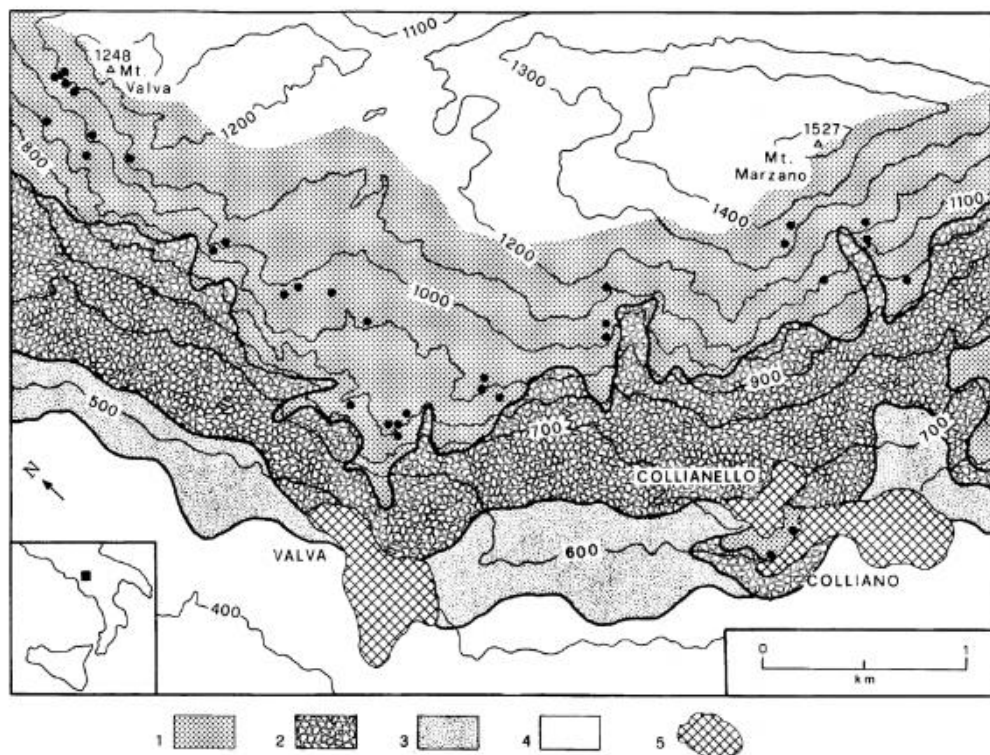 1100
1248
Mt.
Valva
1300
1200
1527
Mt.
Marzano
800
1400
1100
1200
1000
900
500
700
700
COLLIANELLO
N
VALVA
600
COLLIANO
400
0 1
km
1 2 3 4 5